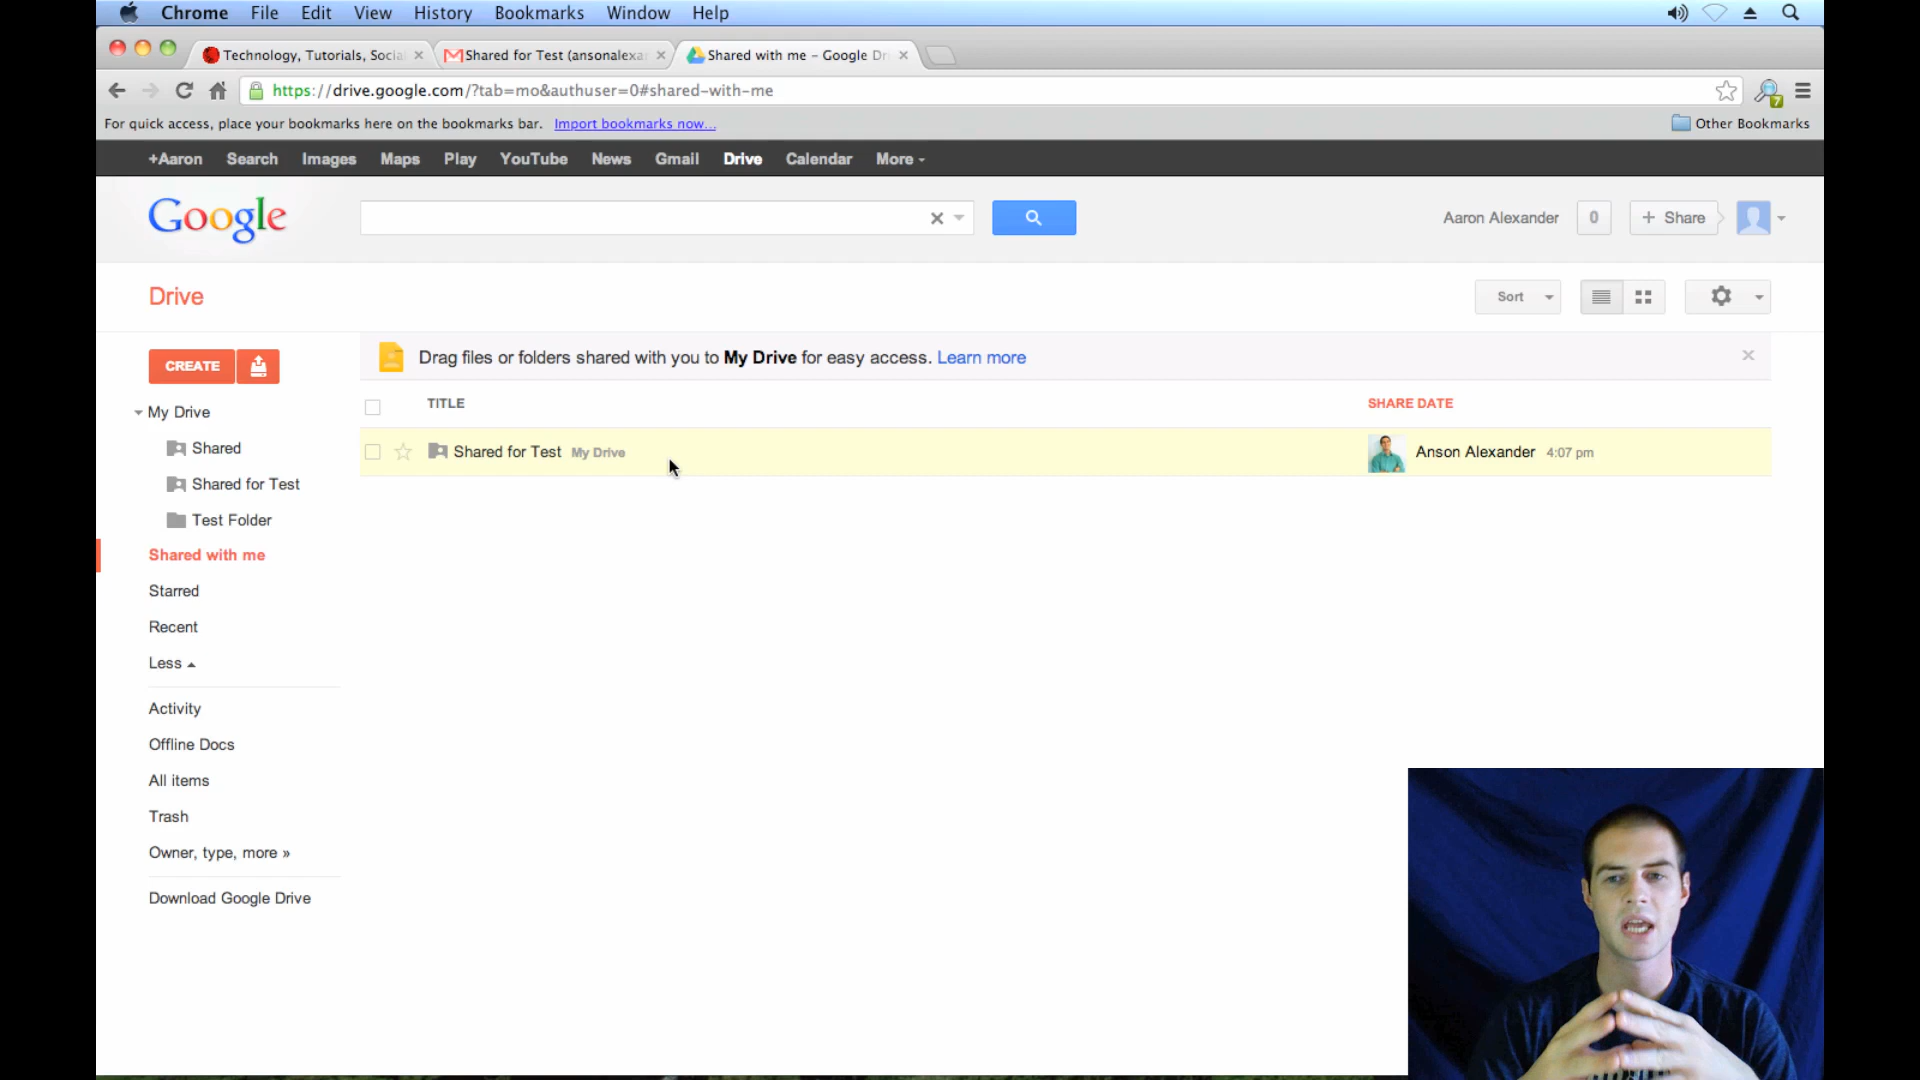 Chrome File Edit View History Bookmarks Window Help
Technology, Tutorials, Socia Shared for Test (ansonalexa Shared with me – Google Dr
https://drive.google.com/?tab=mo&authuser=0#shared-with-me
7
For quick access, place your bookmarks here on the bookmarks bar. Import bookmarks now... Other Bookmarks
+Aaron Search Images Maps Play YouTube News Gmail Drive Calendar More
Google Aaron Alexander 0 + Share
Drive Sort
CREATE
Drag files or folders shared with you to My Drive for easy access. Learn more
TITLE SHARE DATE
Shared for Test My Drive Anson Alexander 4:07 pm
My Drive
Shared
Shared for Test
Test Folder
Shared with me
Starred
Recent
Less
Activity
Offline Docs
All items
Trash
Owner, type, more »
Download Google Drive